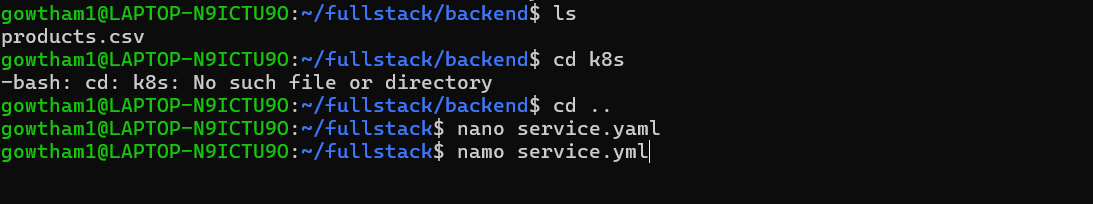 gowtham1@LAPTOP-N9ICTU9O:~/fullstack/backend$ ls
products.csv
gowtham1@LAPTOP-N9ICTU9O:~/fullstack/backend$ cd k8s
-bash: cd: k8s: No such file or directory
gowtham1@LAPTOP-N9ICTU9O:~/fullstack/backend$ cd ..
gowtham1@LAPTOP-N9ICTU9O:~/fullstack$ nano service.yaml
gowtham1@LAPTOP-N9ICTU9O:~/fullstack$ namo service.yml